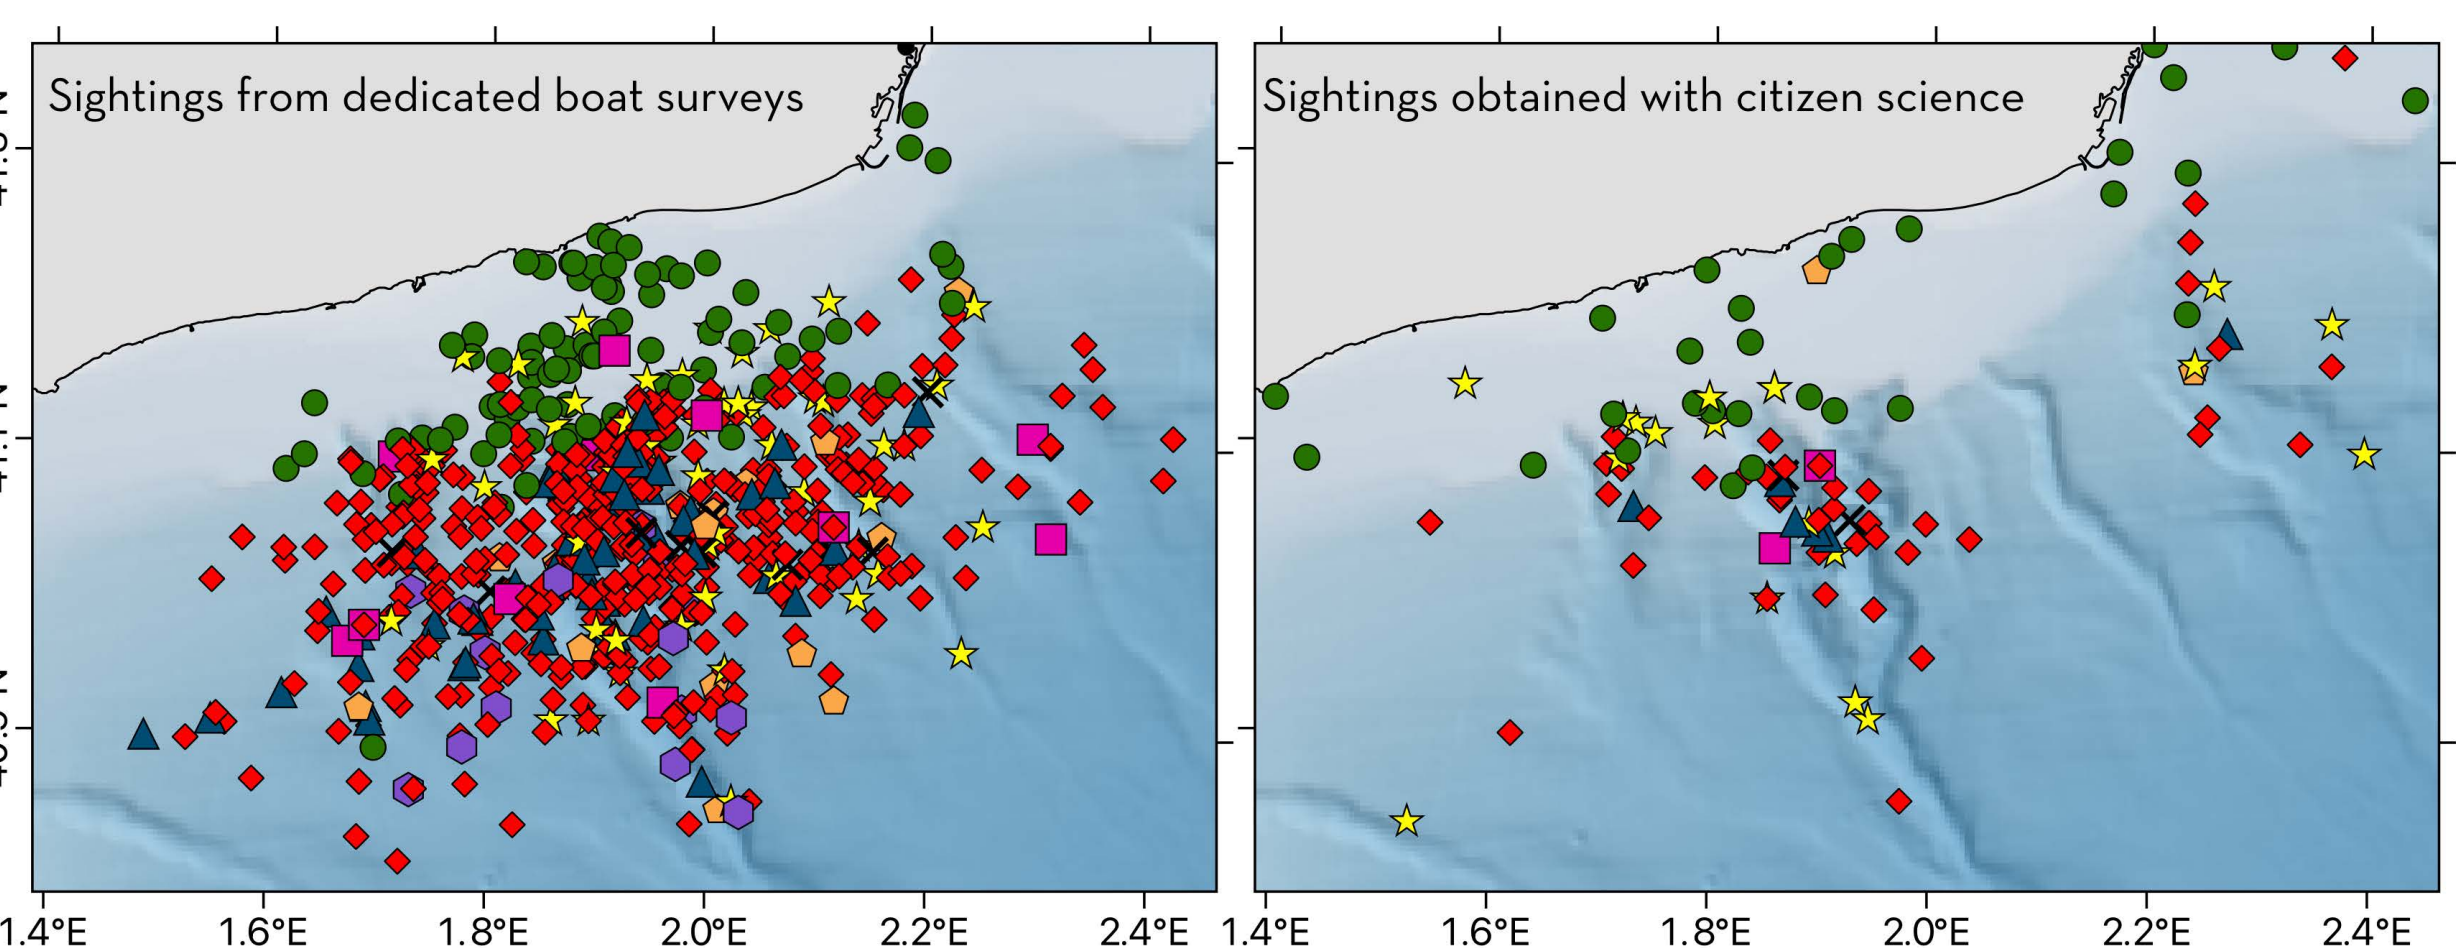 Sightings from dedicated boat surveys
Sightings obtained with citizen science
1.4°E 1.6°E 1.8°E 2.0°E 2.2°E 2.4°E
1.4°E 1.6°E 1.8°E 2.0°E 2.2°E 2.4°E